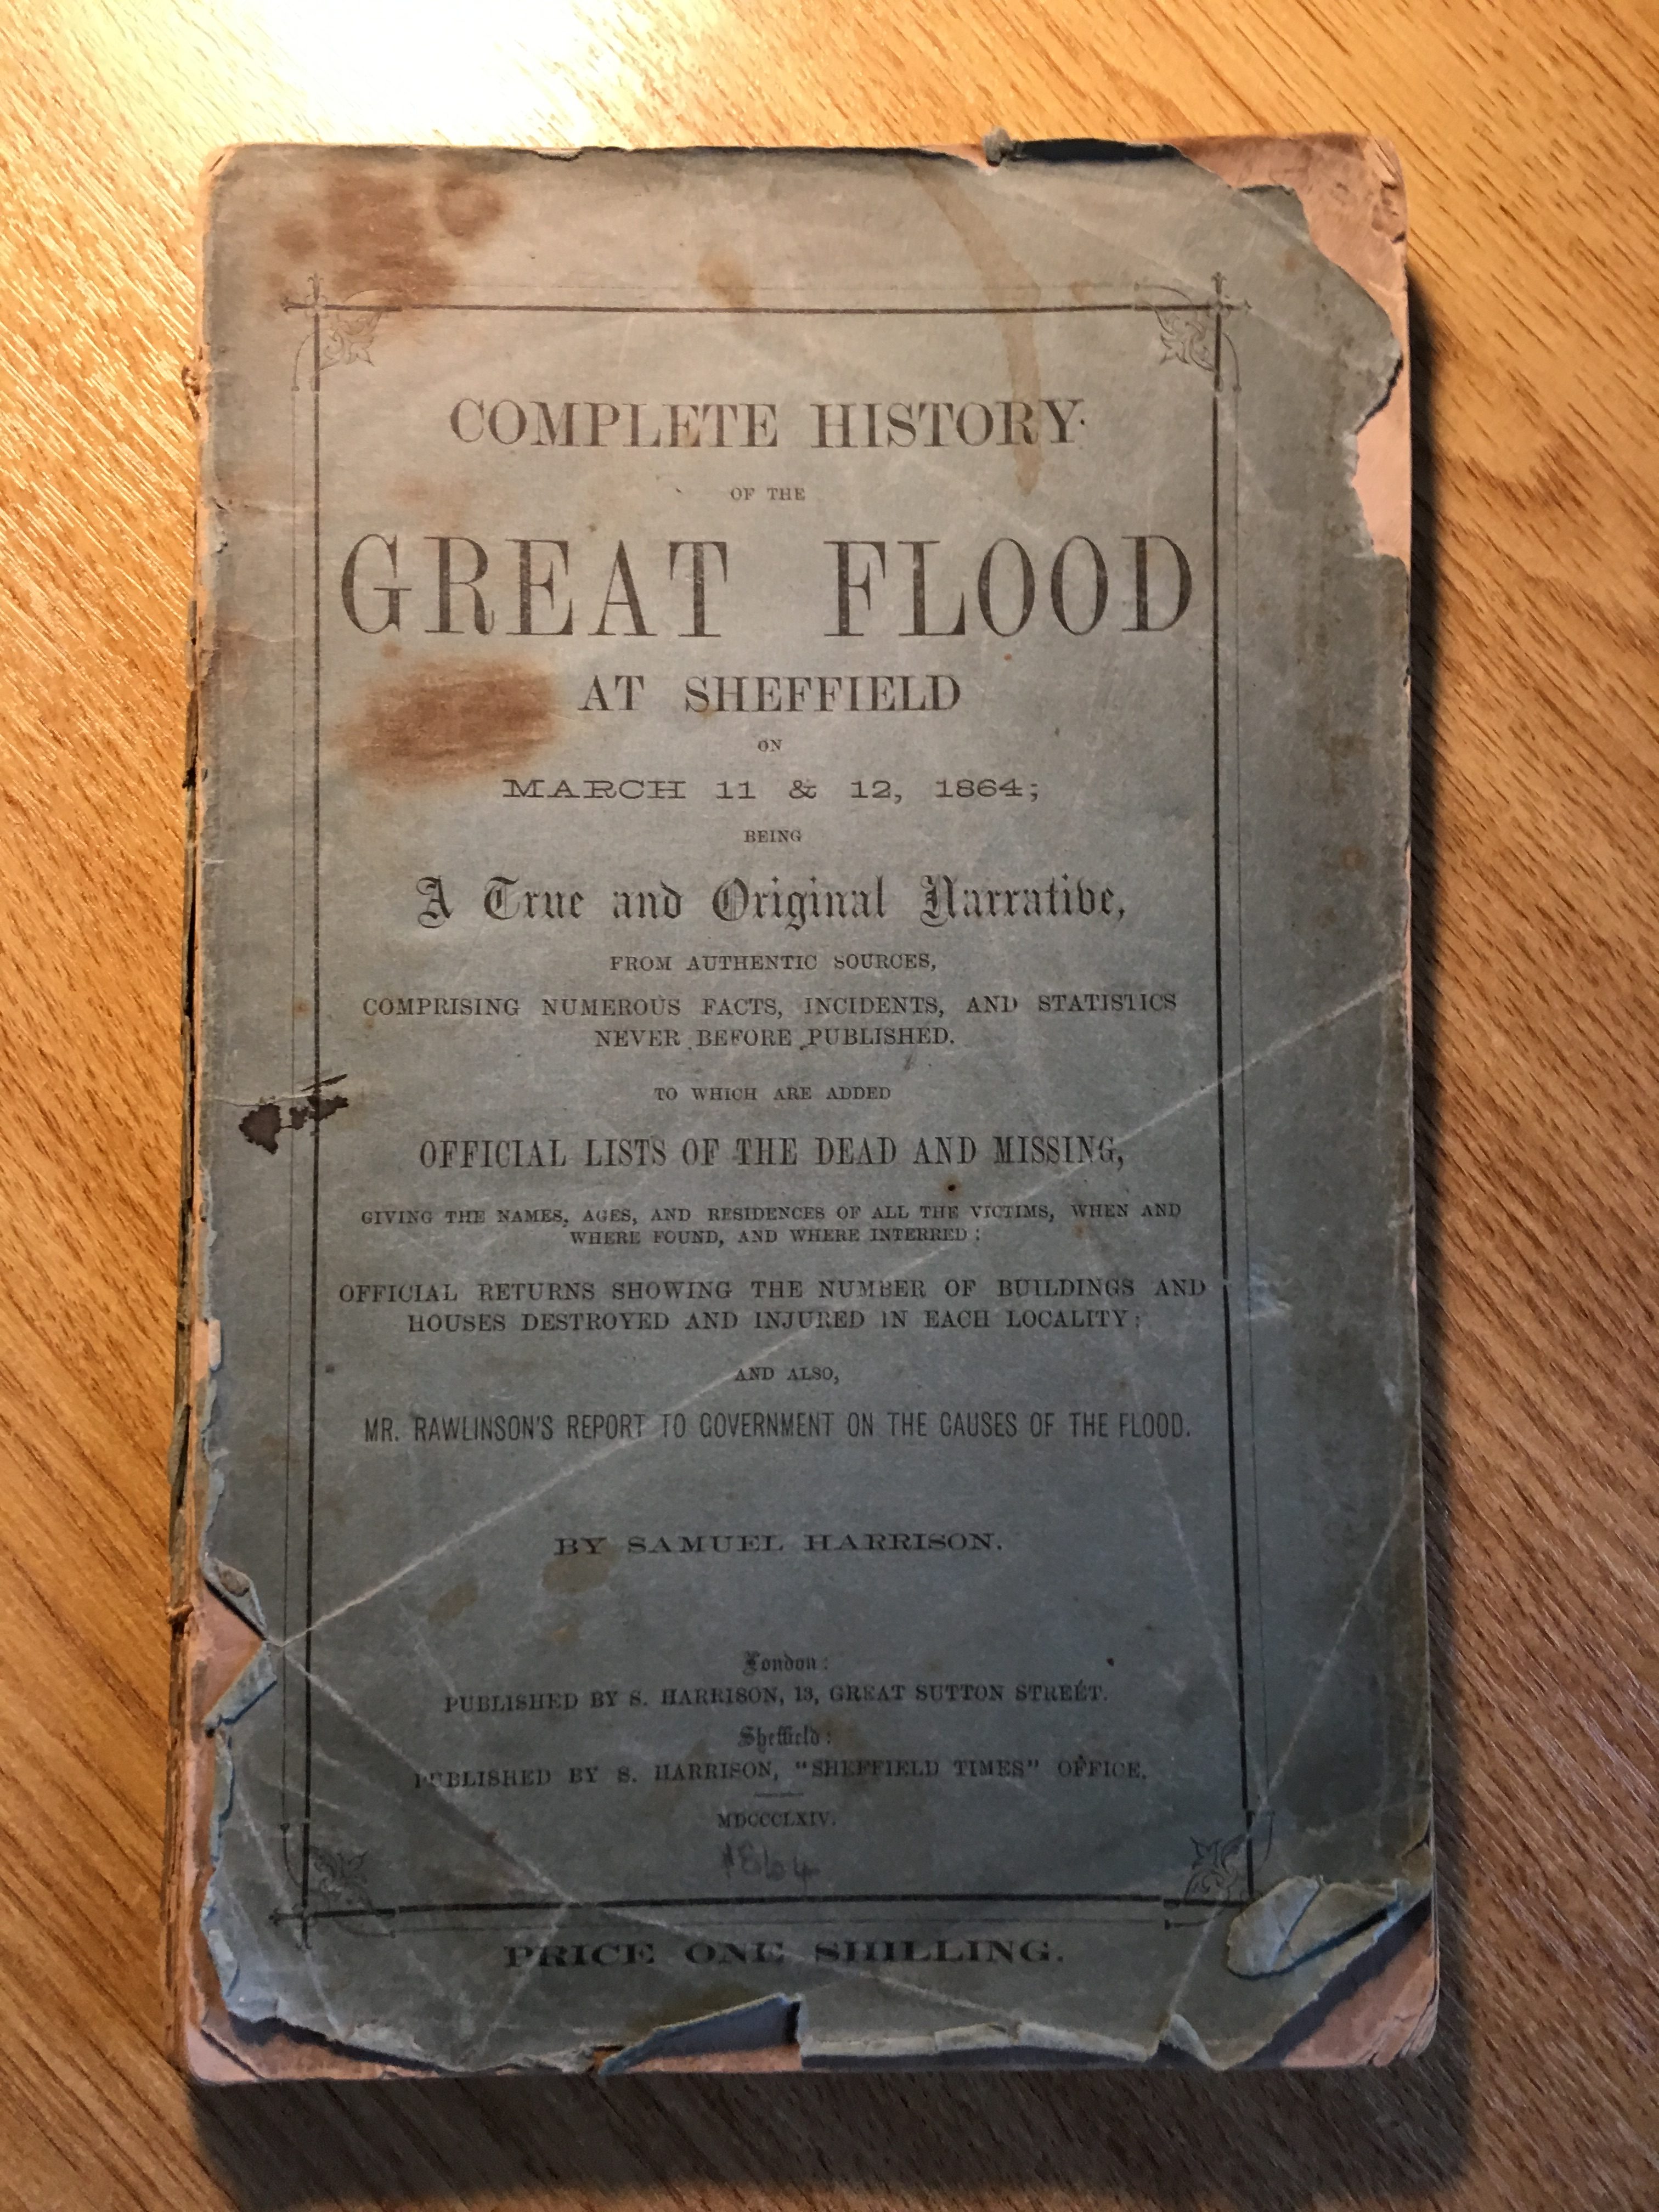 COMPLETE HISTORY
OF THE
GREAT FLOOD
AT SHEFFIELD
ON
MARCH 11 & 12, 1864;
BEING
A True and Original Narrative,
FROM AUTHENTIC SOURCES,
COMPRISING NUMEROUS FACTS, INCIDENTS, AND STATISTICS
NEVER BEFORE PUBLISHED.
TO WHICH ARE ADDED
OFFICIAL LISTS OF THE DEAD AND MISSING,
GIVING THE NAMES, AGES, AND RESIDENCES OF ALL THE VICTIMS, WHEN AND
WHERE FOUND, AND WHERE INTERRED;
OFFICIAL RETURNS SHOWING THE NUMBER OF BUILDINGS AND
HOUSES DESTROYED AND INJURED IN EACH LOCALITY;
AND ALSO,
MR. RAWLINSON'S REPORT TO GOVERNMENT ON THE CAUSES OF THE FLOOD.
BY SAMUEL HARRISON.
London:
PUBLISHED BY S. HARRISON, 13, GREAT SUTTON STREET.
Sheffield:
PUBLISHED BY S. HARRISON, "SHEFFIELD TIMES" OFFICE.
MDCCCLXIV.
1864
PRICE ONE SHILLING.